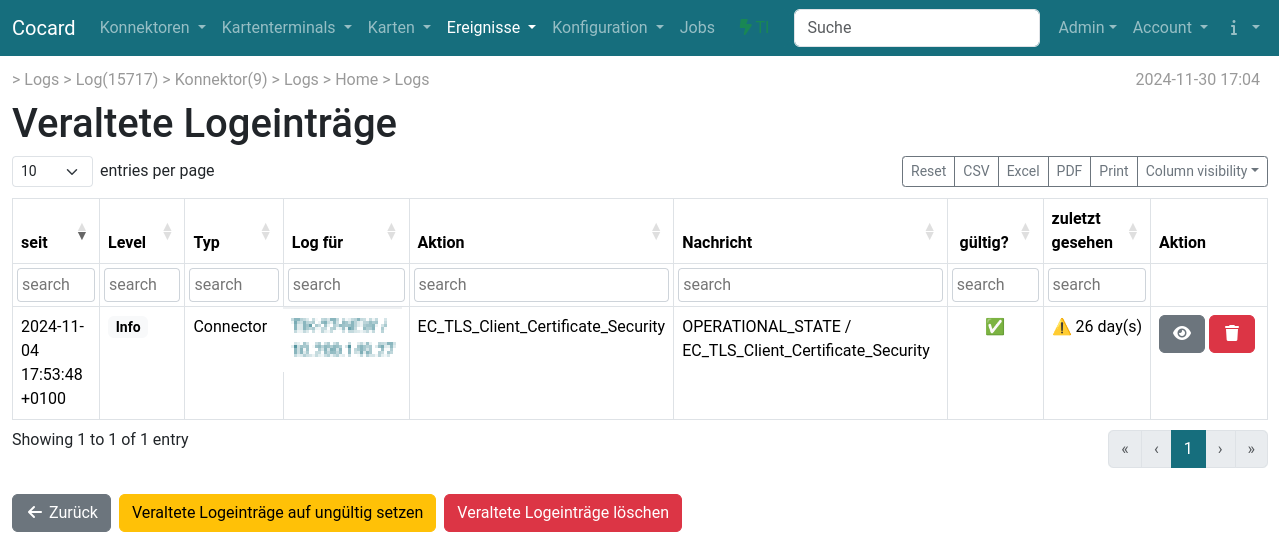 Cocard Konnektoren Kartenterminals Karten Ereignisse Konfiguration Jobs TI Suche Admin Account
> Logs > Log(15717) > Konnektor(9) > Logs > Home > Logs 2024-11-30 17:04
Veraltete Logeinträge
10 entries per page Reset CSV Excel PDF Print Column visibility
zuletzt
seit Level Typ Log für Aktion Nachricht gültig? gesehen Aktion
search search search search search search search search
2024-11- Info Connector EC_TLS_Client_Certificate_Security OPERATIONAL_STATE / ✅ ⚠️ 26 day(s)
04 EC_TLS_Client_Certificate_Security
17:53:48
+0100
Showing 1 to 1 of 1 entry « ‹ 1 › »
← Zurück Veraltete Logeinträge auf ungültig setzen Veraltete Logeinträge löschen